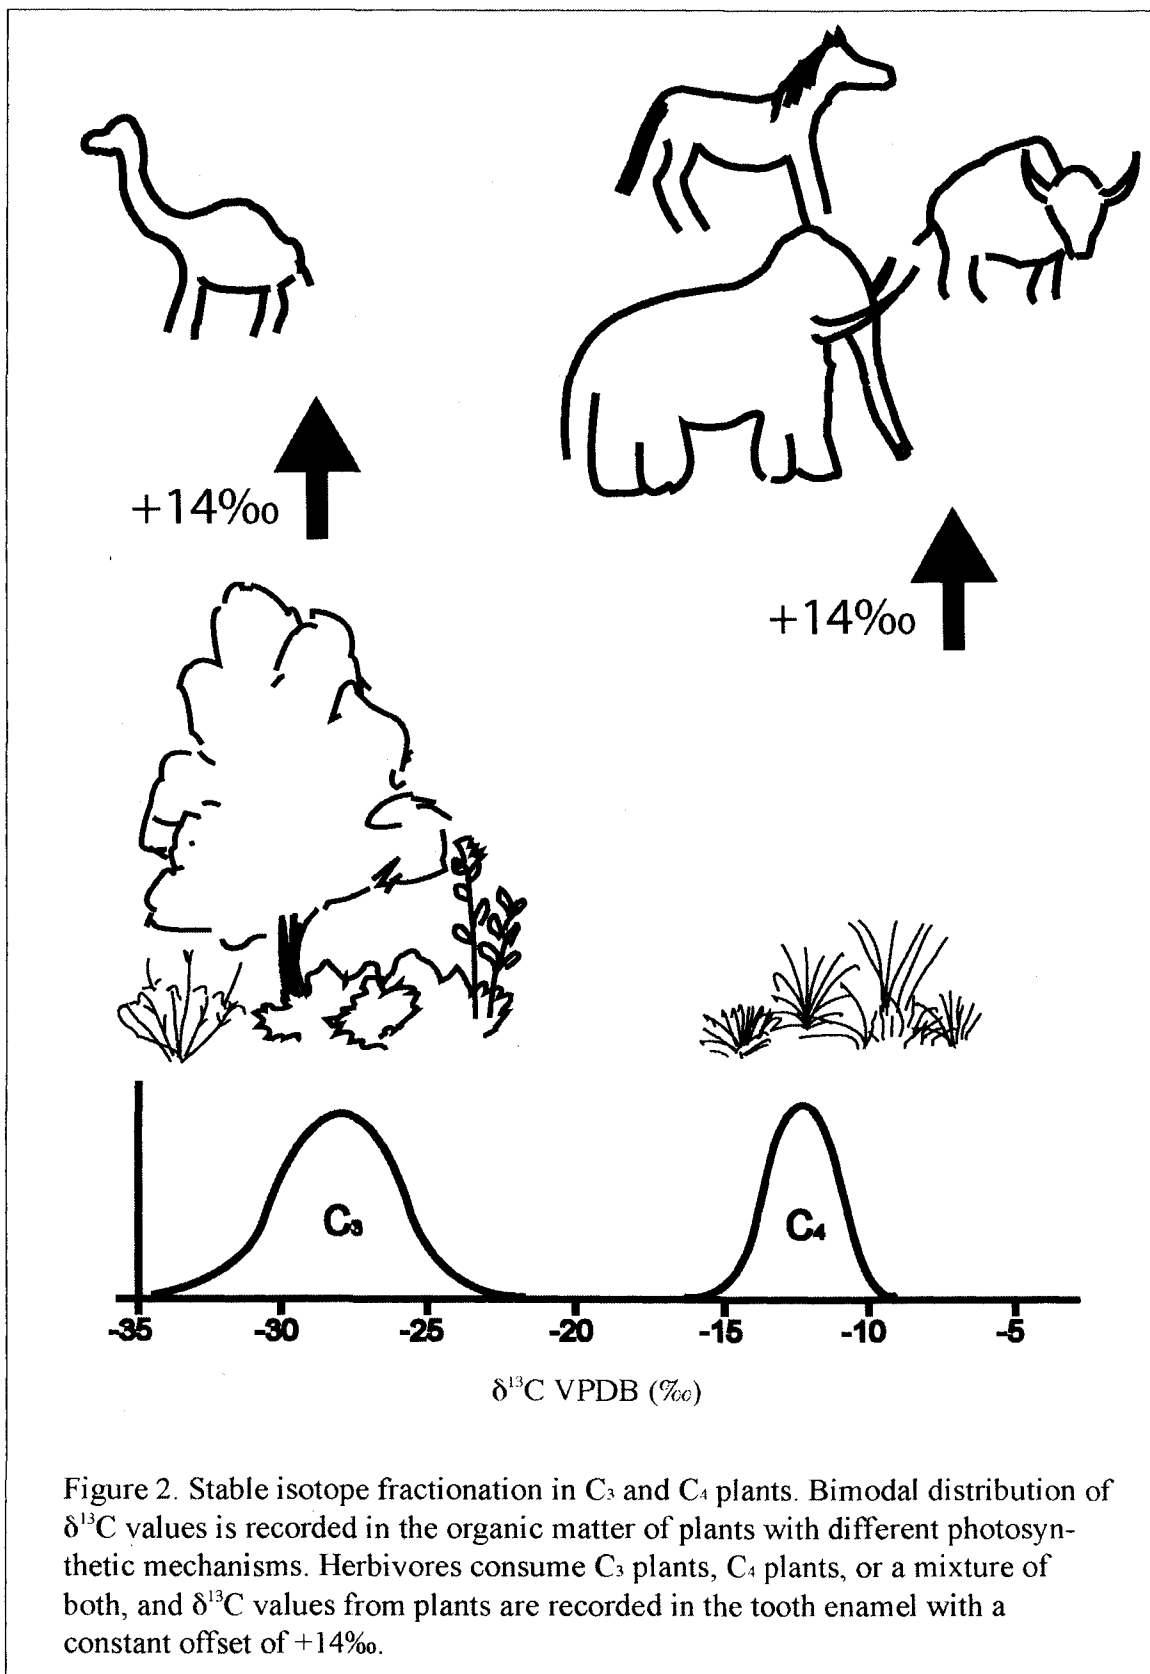 +14‰
+14‰
C₃
C₄
-35 -30 -25 -20 -15 -10 -5
δ¹³C VPDB (‰)
Figure 2. Stable isotope fractionation in C₃ and C₄ plants. Bimodal distribution of
δ¹³C values is recorded in the organic matter of plants with different photosyn-
thetic mechanisms. Herbivores consume C₃ plants, C₄ plants, or a mixture of
both, and δ¹³C values from plants are recorded in the tooth enamel with a
constant offset of +14‰.